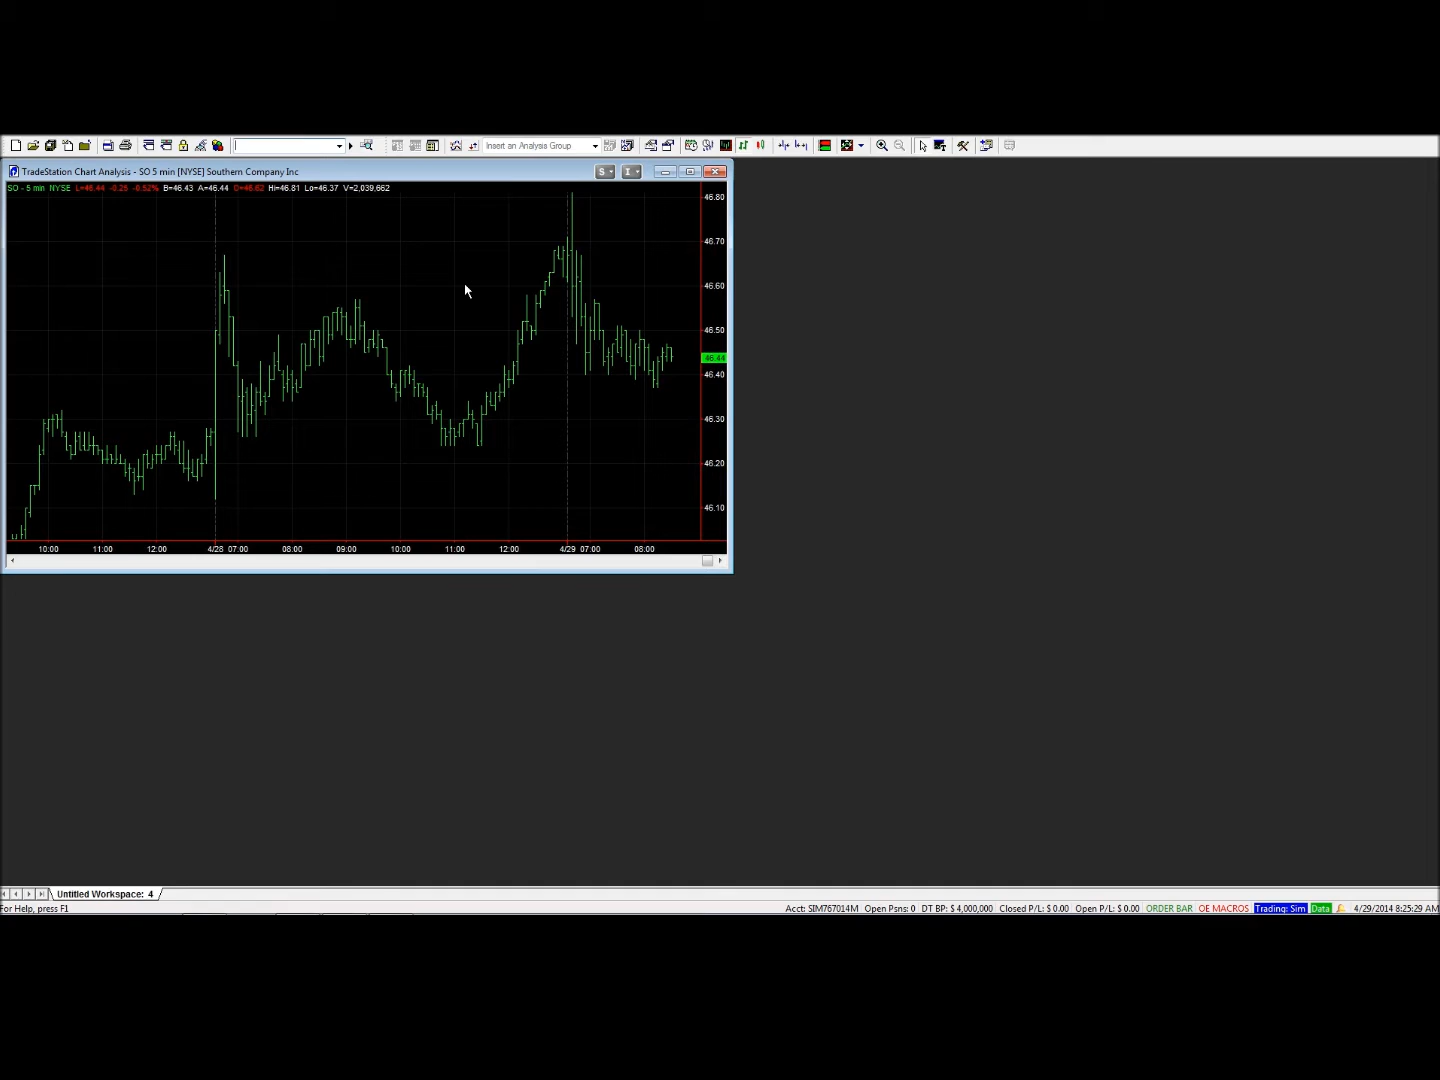 Insert an Analysis Group
TradeStation Chart Analysis - SO 5 min [NYSE] Southern Company Inc
S
I
SO - 5 min NYSE L=46.44 -0.25 -0.52% B=46.43 A=46.44 O=46.62 Hi=46.81 Lo=46.37 V=2,039,662
46.80
46.70
46.60
46.50
46.44
46.40
46.30
46.20
46.10
10:00 11:00 12:00 4/28 07:00 08:00 09:00 10:00 11:00 12:00 4/29 07:00 08:00
Untitled Workspace: 4
For Help, press F1
Acct: SIM767014M Open Psns: 0 DT BP: $ 4,000,000 Closed P/L: $ 0.00 Open P/L: $ 0.00 ORDER BAR OE MACROS Trading: Sim Data 4/29/2014 8:25:29 AM